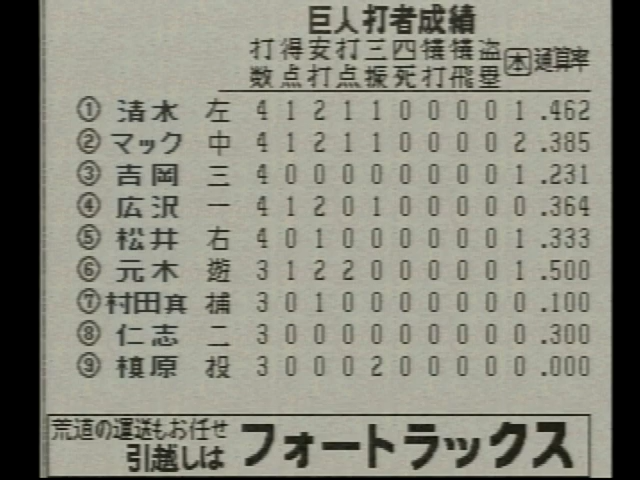 巨人打者成績
打数 得点 安打 打点 三振 四死 犠打 犠飛 盗塁 本 通算率
① 清水 左 4 1 2 1 1 0 0 0 0 1 .462
② マック 中 4 1 2 1 1 0 0 0 0 2 .385
③ 吉岡 三 4 0 0 0 0 0 0 0 0 1 .231
④ 広沢 一 4 1 2 0 1 0 0 0 0 0 .364
⑤ 松井 右 4 0 1 0 0 0 0 0 0 1 .333
⑥ 元木 遊 3 1 2 2 0 0 0 0 0 1 .500
⑦ 村田真 捕 3 0 1 0 0 0 0 0 0 0 .100
⑧ 仁志 二 3 0 0 0 0 0 0 0 0 0 .300
⑨ 槙原 投 3 0 0 0 2 0 0 0 0 0 .000
荒道の運送もお任せ
引越しは
フォートラックス